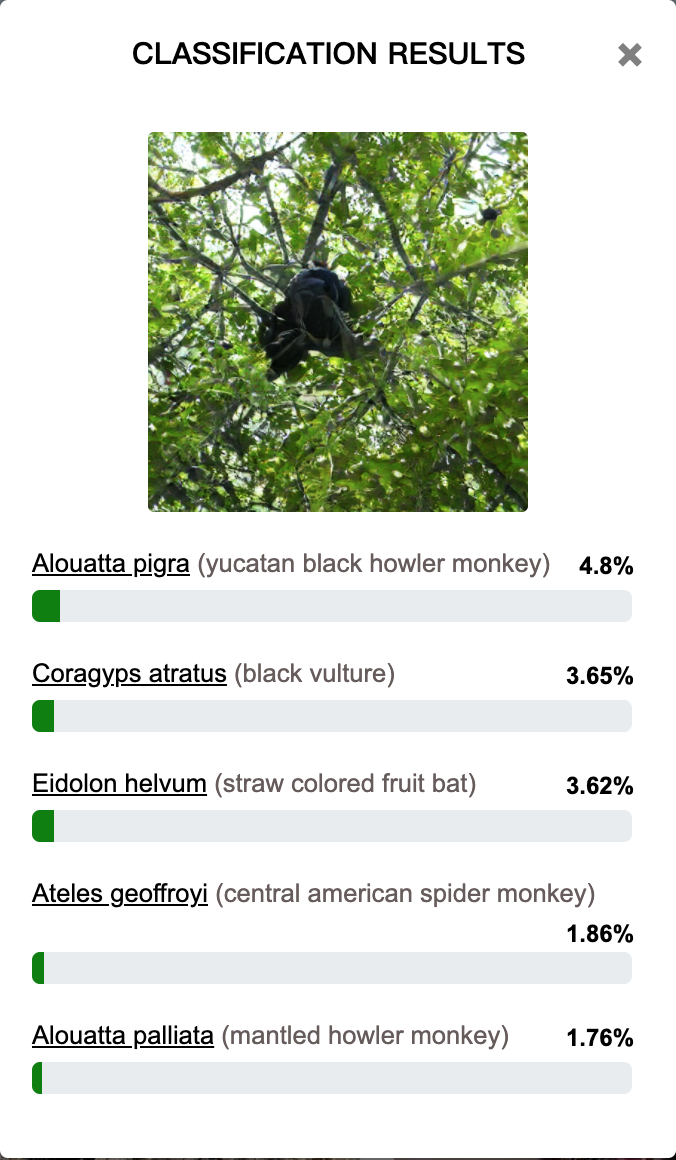 CLASSIFICATION RESULTS ✖
Alouatta pigra (yucatan black howler monkey) 4.8%
Coragyps atratus (black vulture) 3.65%
Eidolon helvum (straw colored fruit bat) 3.62%
Ateles geoffroyi (central american spider monkey)
1.86%
Alouatta palliata (mantled howler monkey) 1.76%